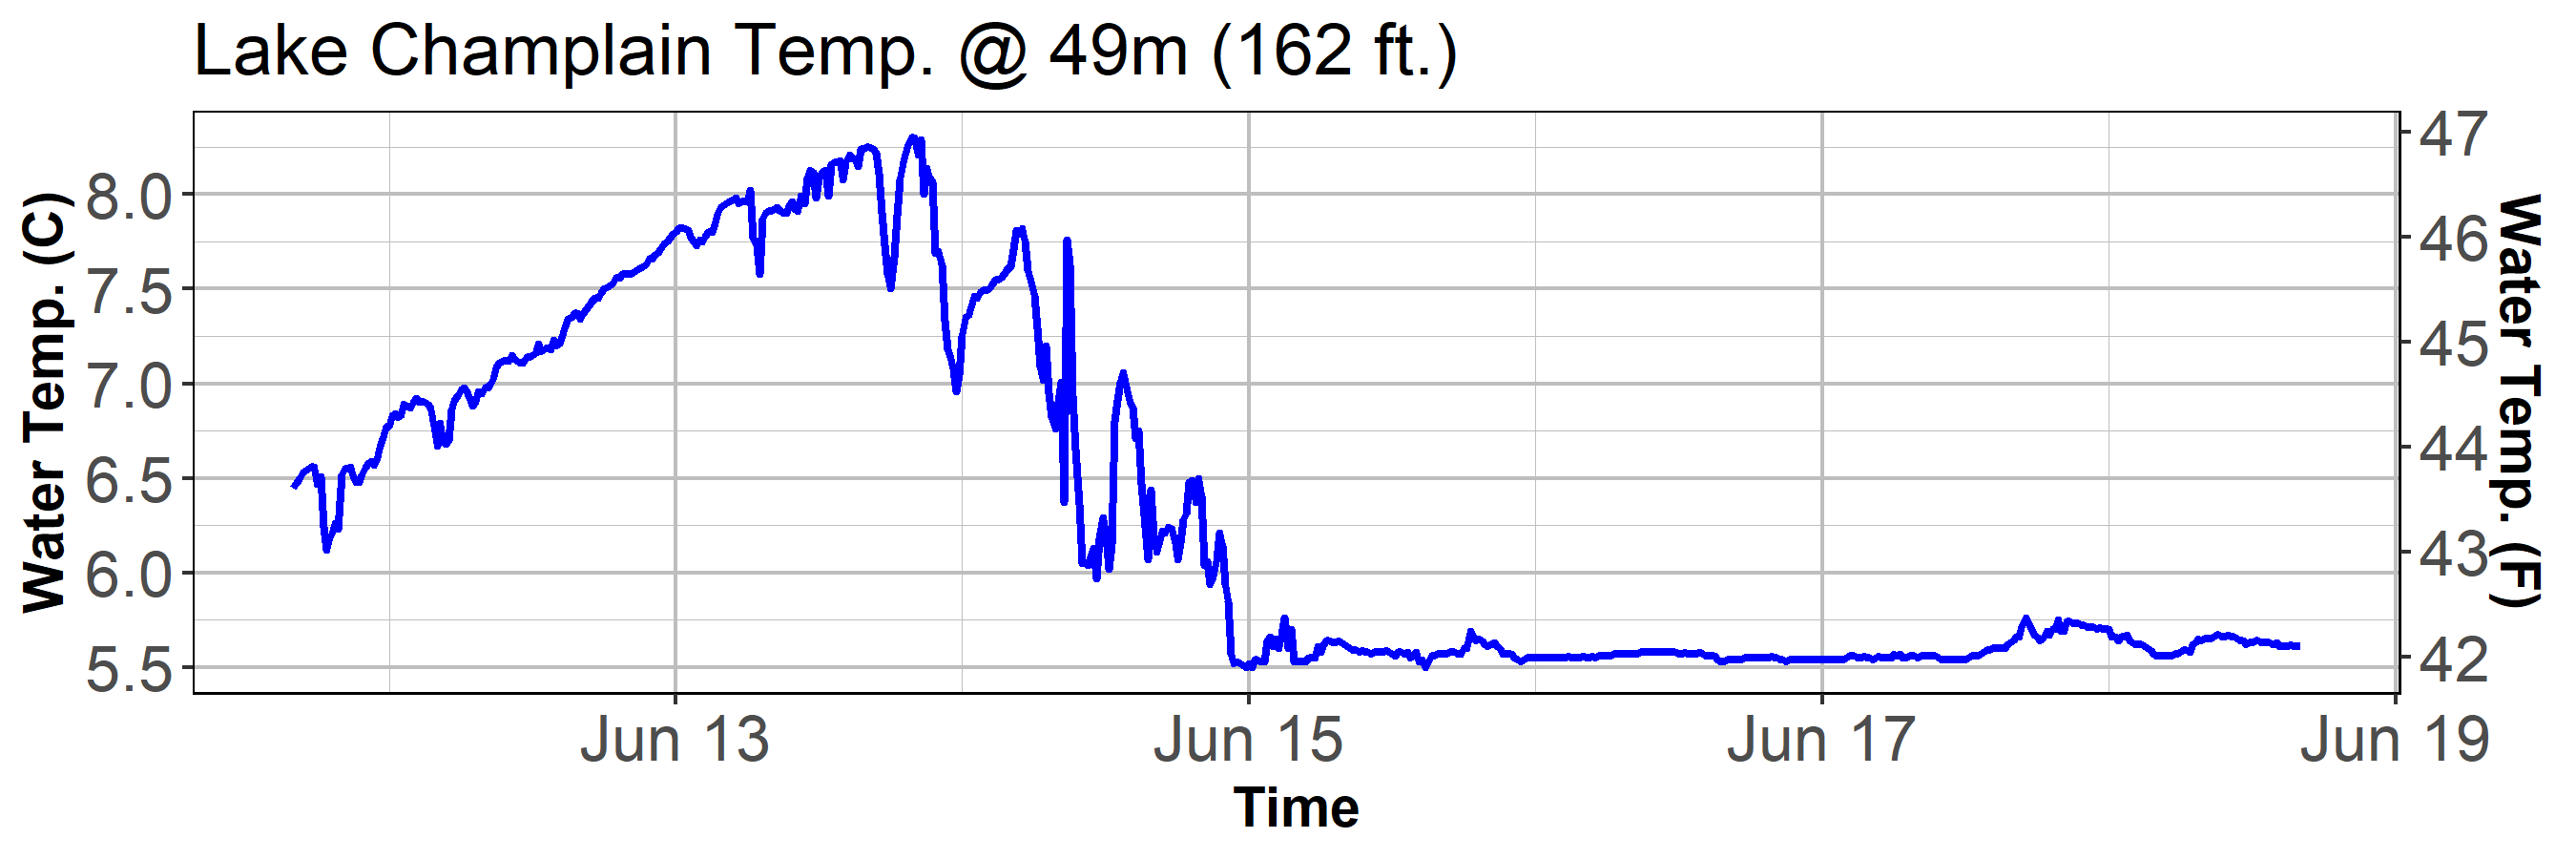 Lake Champlain Temp. @ 49m (162 ft.)
Water Temp. (C)
8.0
7.5
7.0
6.5
6.0
5.5
47
46
45
44
43
42
Water Temp. (F)
Jun 13
Jun 15
Jun 17
Jun 19
Time